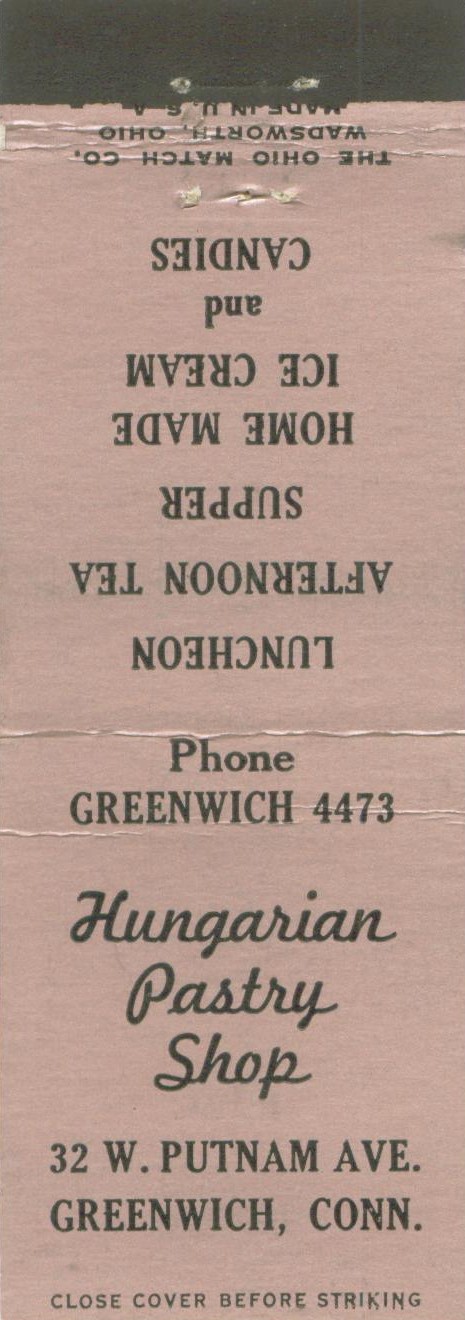 LUNCHEON
AFTERNOON TEA
SUPPER
HOME MADE
ICE CREAM
and
CANDIES
THE OHIO MATCH CO.
WADSWORTH, OHIO
MADE IN U. S. A.
Phone
GREENWICH 4473
Hungarian
Pastry
Shop
32 W. PUTNAM AVE.
GREENWICH, CONN.
CLOSE COVER BEFORE STRIKING